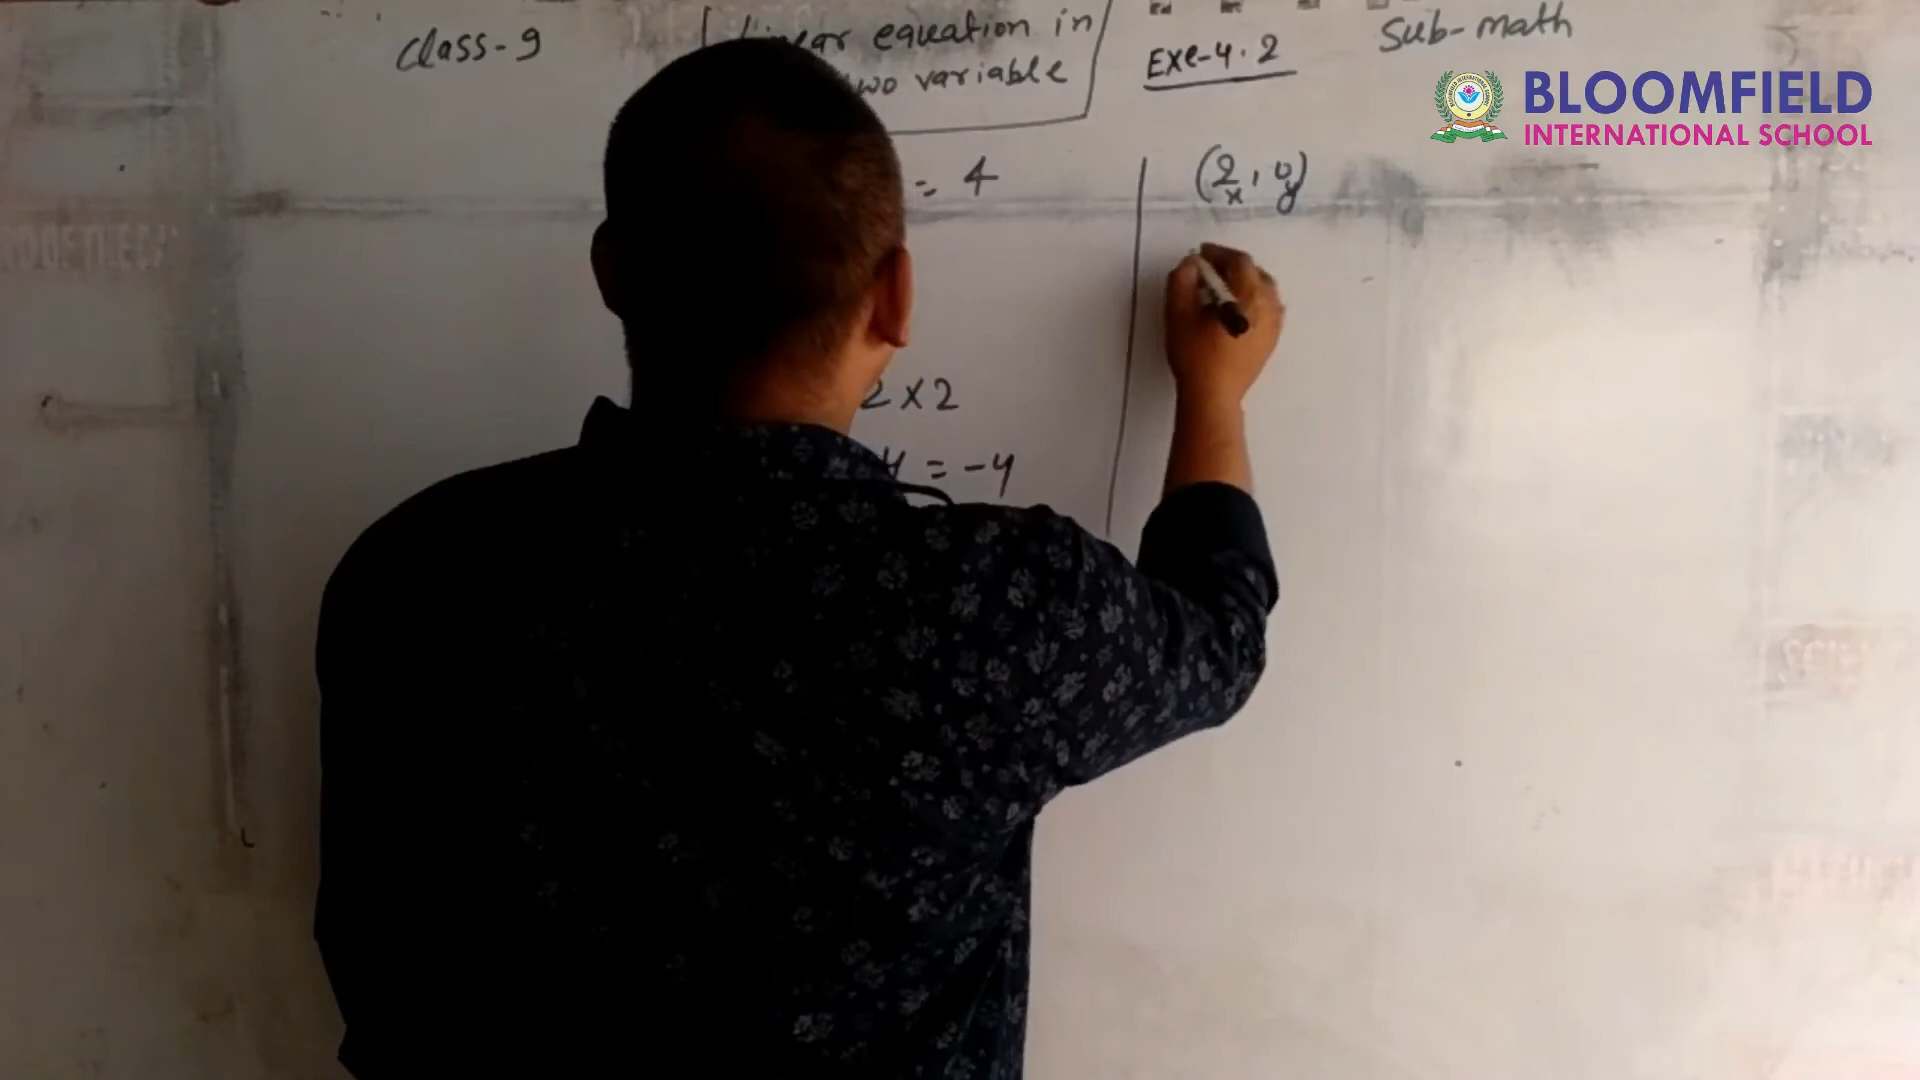 Class-9
Linear equation in
two variable
Exe-4.2
Sub-math
BLOOMFIELD
INTERNATIONAL SCHOOL
= 4
(2, 0)
x y
2 x 2
4 = -4